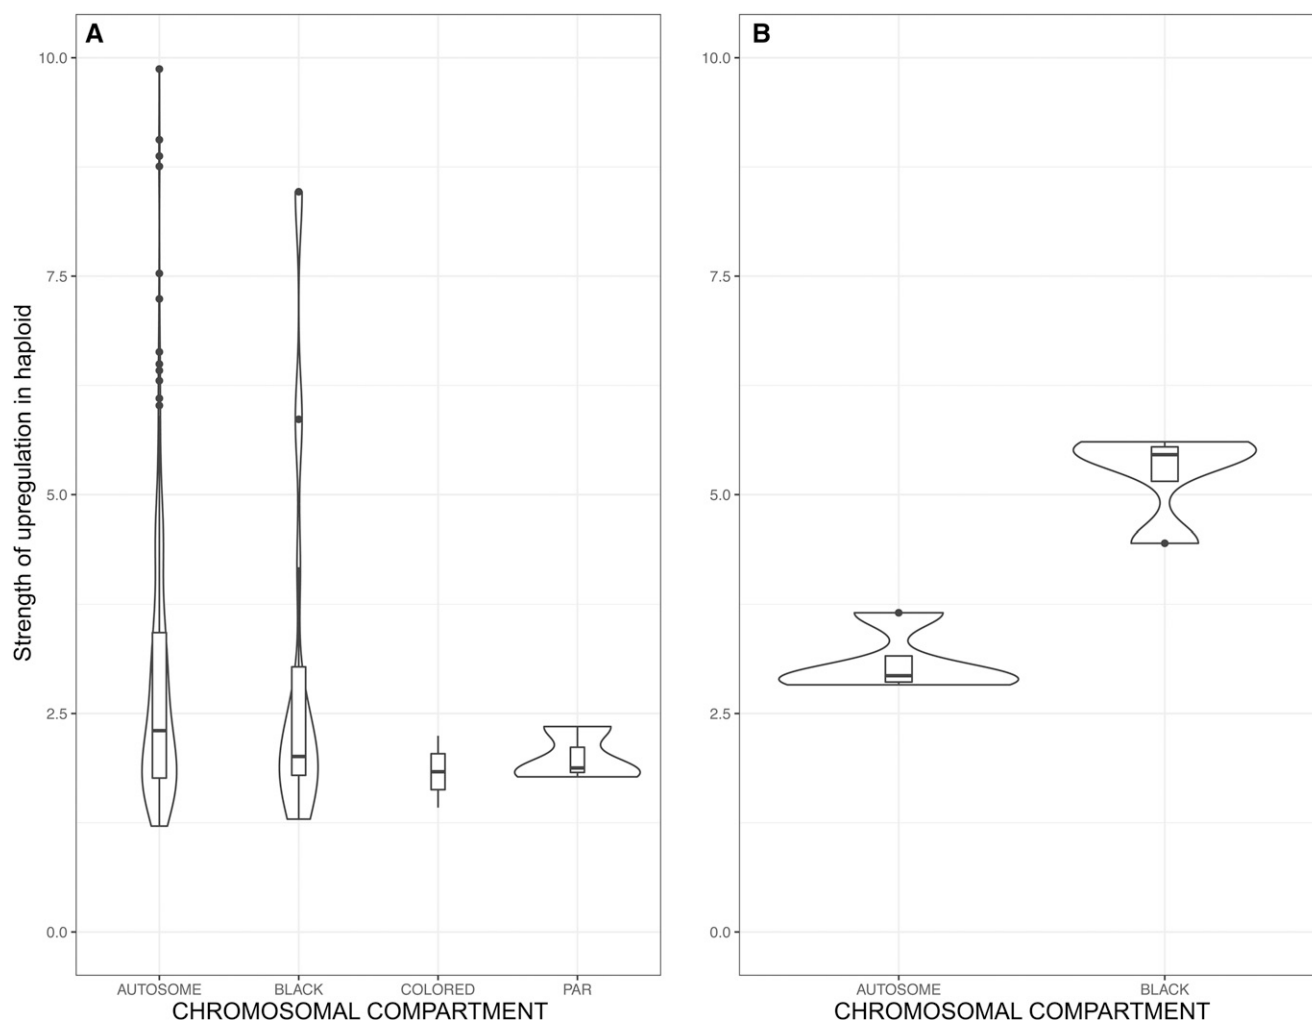 A
10.0
7.5
5.0
2.5
0.0
Strength of upregulation in haploid
AUTOSOME BLACK COLORED PAR
CHROMOSOMAL COMPARTMENT
B
10.0
7.5
5.0
2.5
0.0
AUTOSOME BLACK
CHROMOSOMAL COMPARTMENT